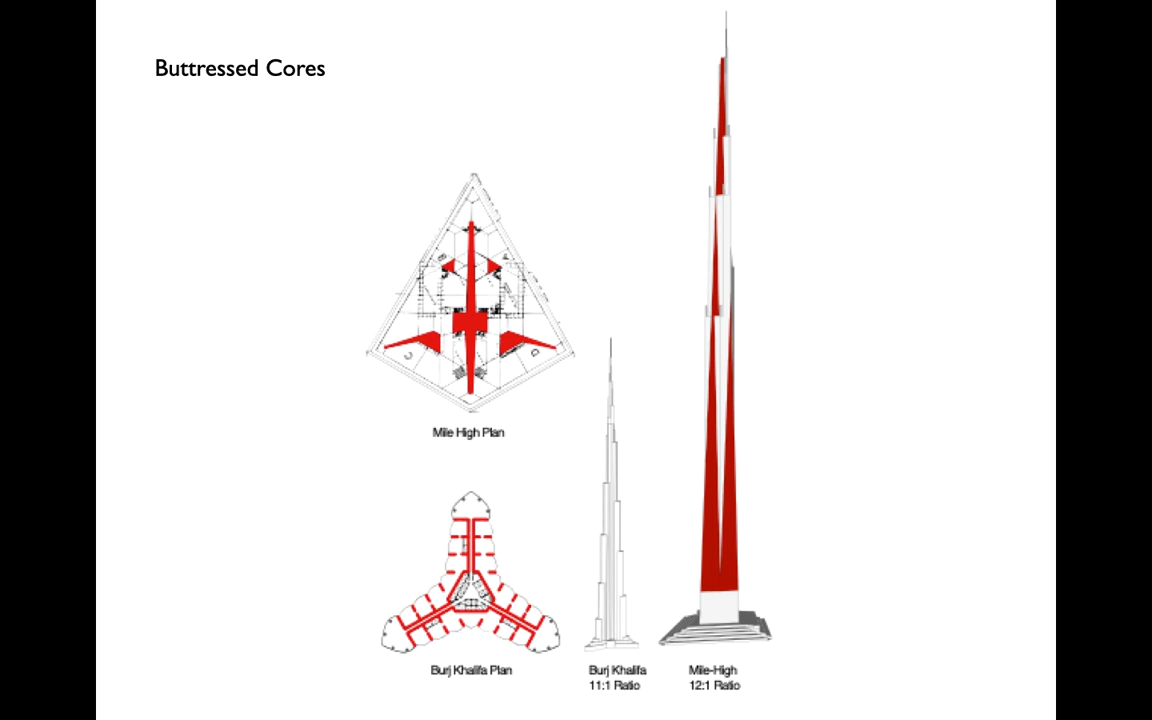 Buttressed Cores
B
A
C
D
Mile High Plan
Burj Khalifa Plan
Burj Khalifa
11:1 Ratio
Mile-High
12:1 Ratio